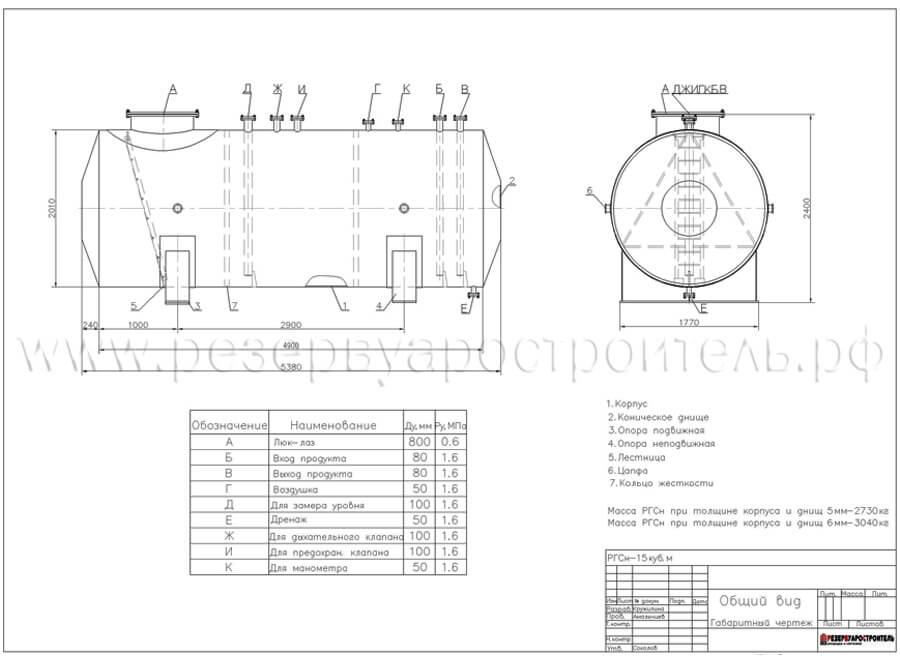 А Д Ж И Г К Б В
А ДЖИГКБВ
2
6
2010
2400
Е
Е
5 3 7 1 4
240 1000 2900
1770
4900
5380
www.резервуаростроитель.рф
Обозначение Наименование Ду,мм Ру,МПа
А Люк-лаз 800 0.6
Б Вход продукта 80 1.6
В Выход продукта 80 1.6
Г Воздушка 50 1.6
Д Для замера уровня 100 1.6
Е Дренаж 50 1.6
Ж Для дыхательного клапана 100 1.6
И Для предохран. клапана 100 1.6
К Для манометра 50 1.6
1.Корпус
2.Коническое днище
3.Опора подвижная
4.Опора неподвижная
5.Лестница
6.Цапфа
7.Кольцо жесткости
Масса РГСн при толщине корпуса и днищ 5мм-2730кг
Масса РГСн при толщине корпуса и днищ 6мм-3040кг
РГСн-15куб.м
Изм Лист № докум. Подп. Дата
Разраб. Кружилина
Пров.
Т.контр.
Н.контр.
Утв. Соколов
Общий вид
Габаритный чертеж
Лит. Масса Лит.
Лист Листов
РЕЗЕРВУАРОСТРОИТЕЛЬ